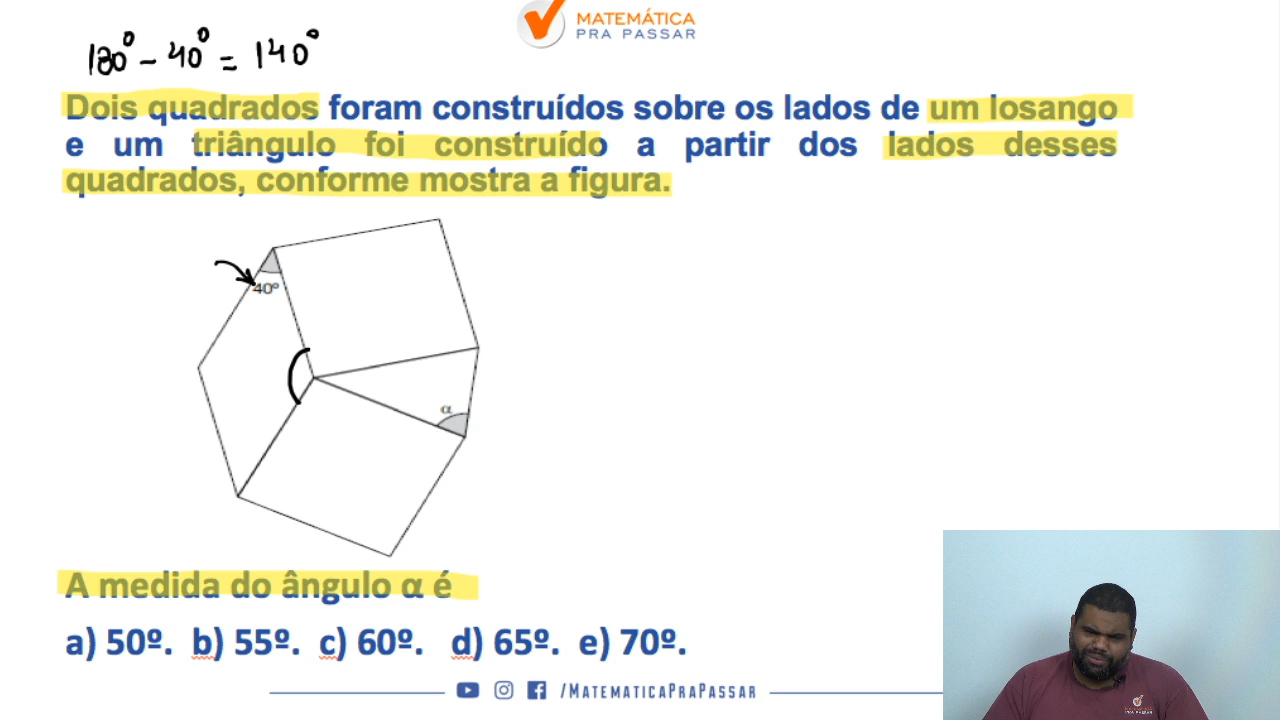 MATEMÁTICA
PRA PASSAR
180° - 40° = 140°
Dois quadrados foram construídos sobre os lados de um losango
e um triângulo foi construído a partir dos lados desses
quadrados, conforme mostra a figura.
40º
α
A medida do ângulo α é
a) 50º. b) 55º. c) 60º. d) 65º. e) 70º.
/MATEMATICAPRAPASSAR